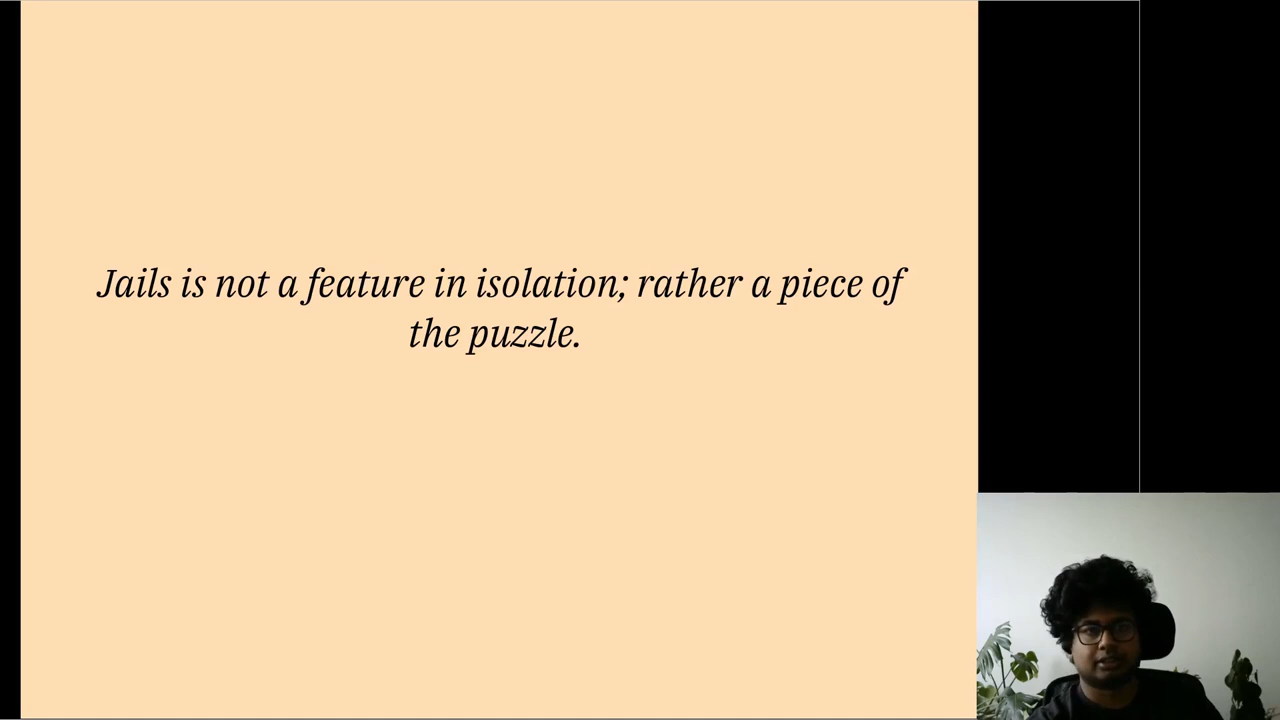 Jails is not a feature in isolation; rather a piece of
the puzzle.